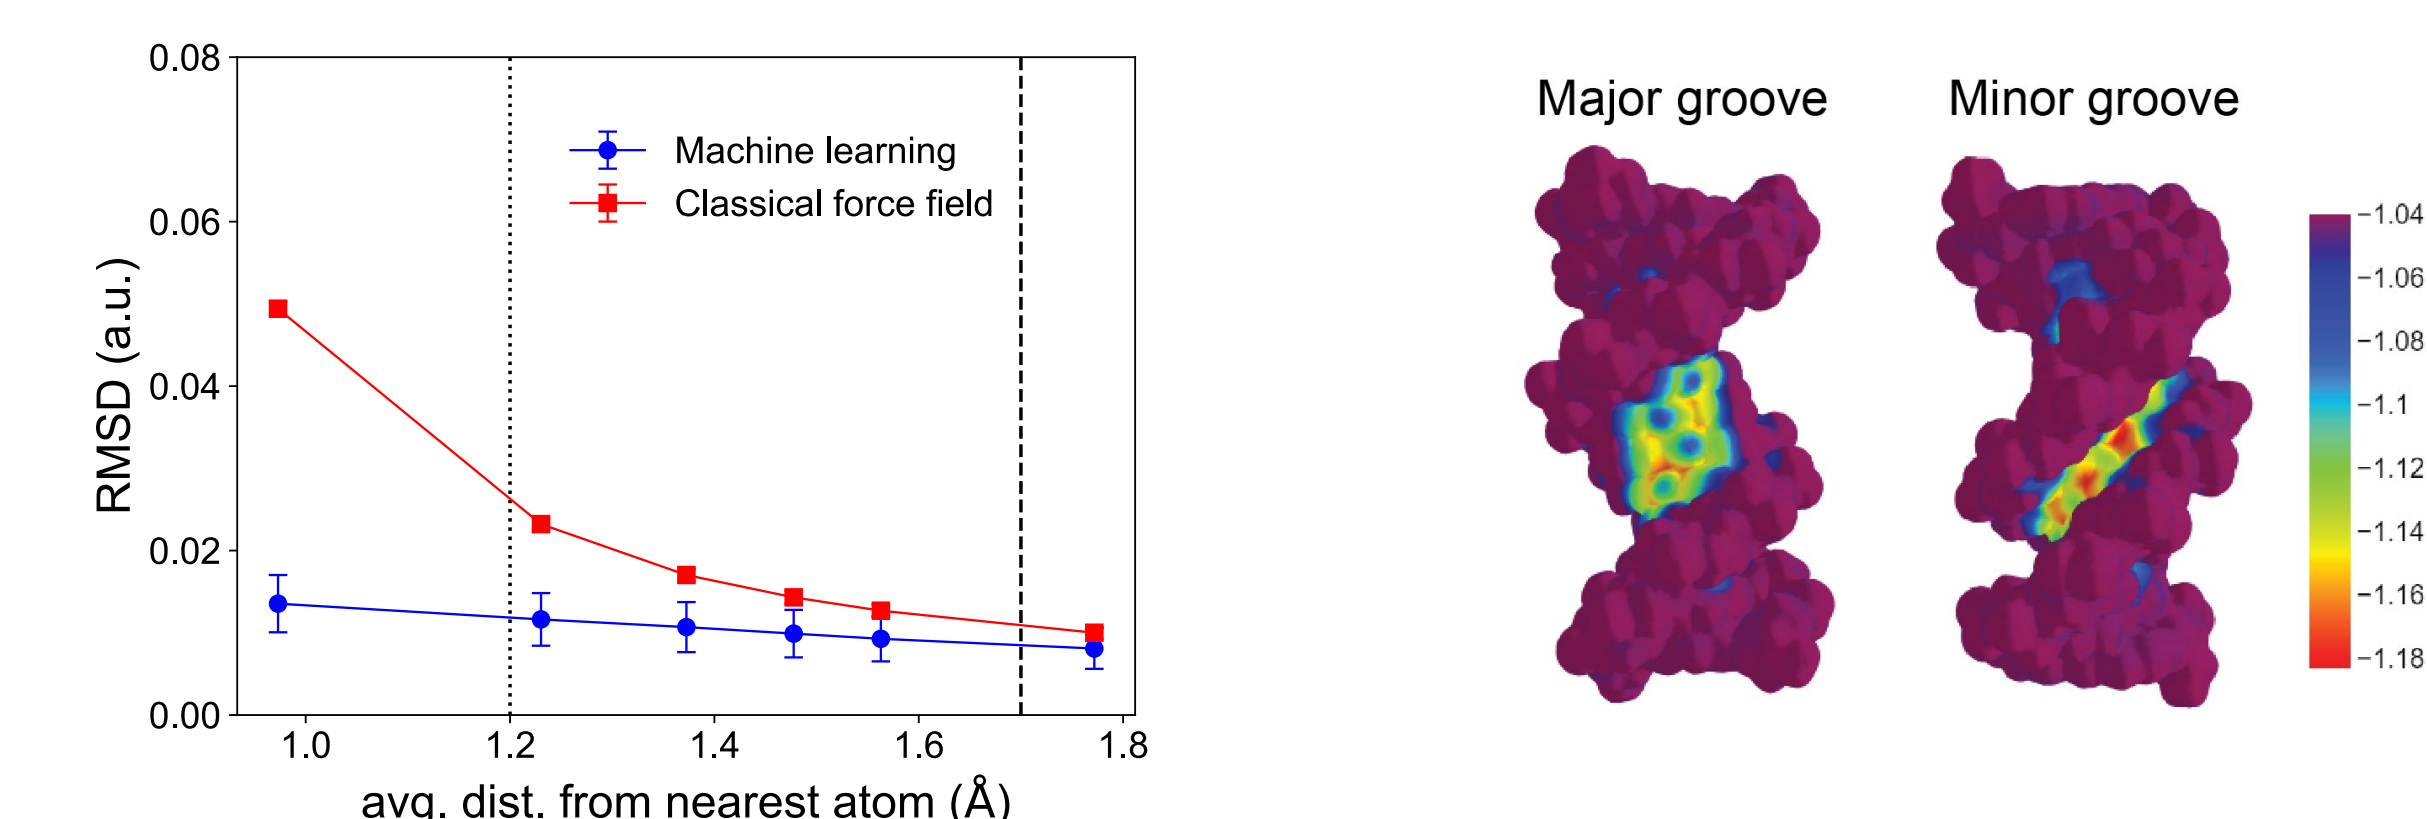 0.08
0.06
0.04
0.02
0.00
RMSD (a.u.)
Machine learning
Classical force field
1.0 1.2 1.4 1.6 1.8
avg. dist. from nearest atom (Å)
Major groove
Minor groove
−1.04
−1.06
−1.08
−1.1
−1.12
−1.14
−1.16
−1.18